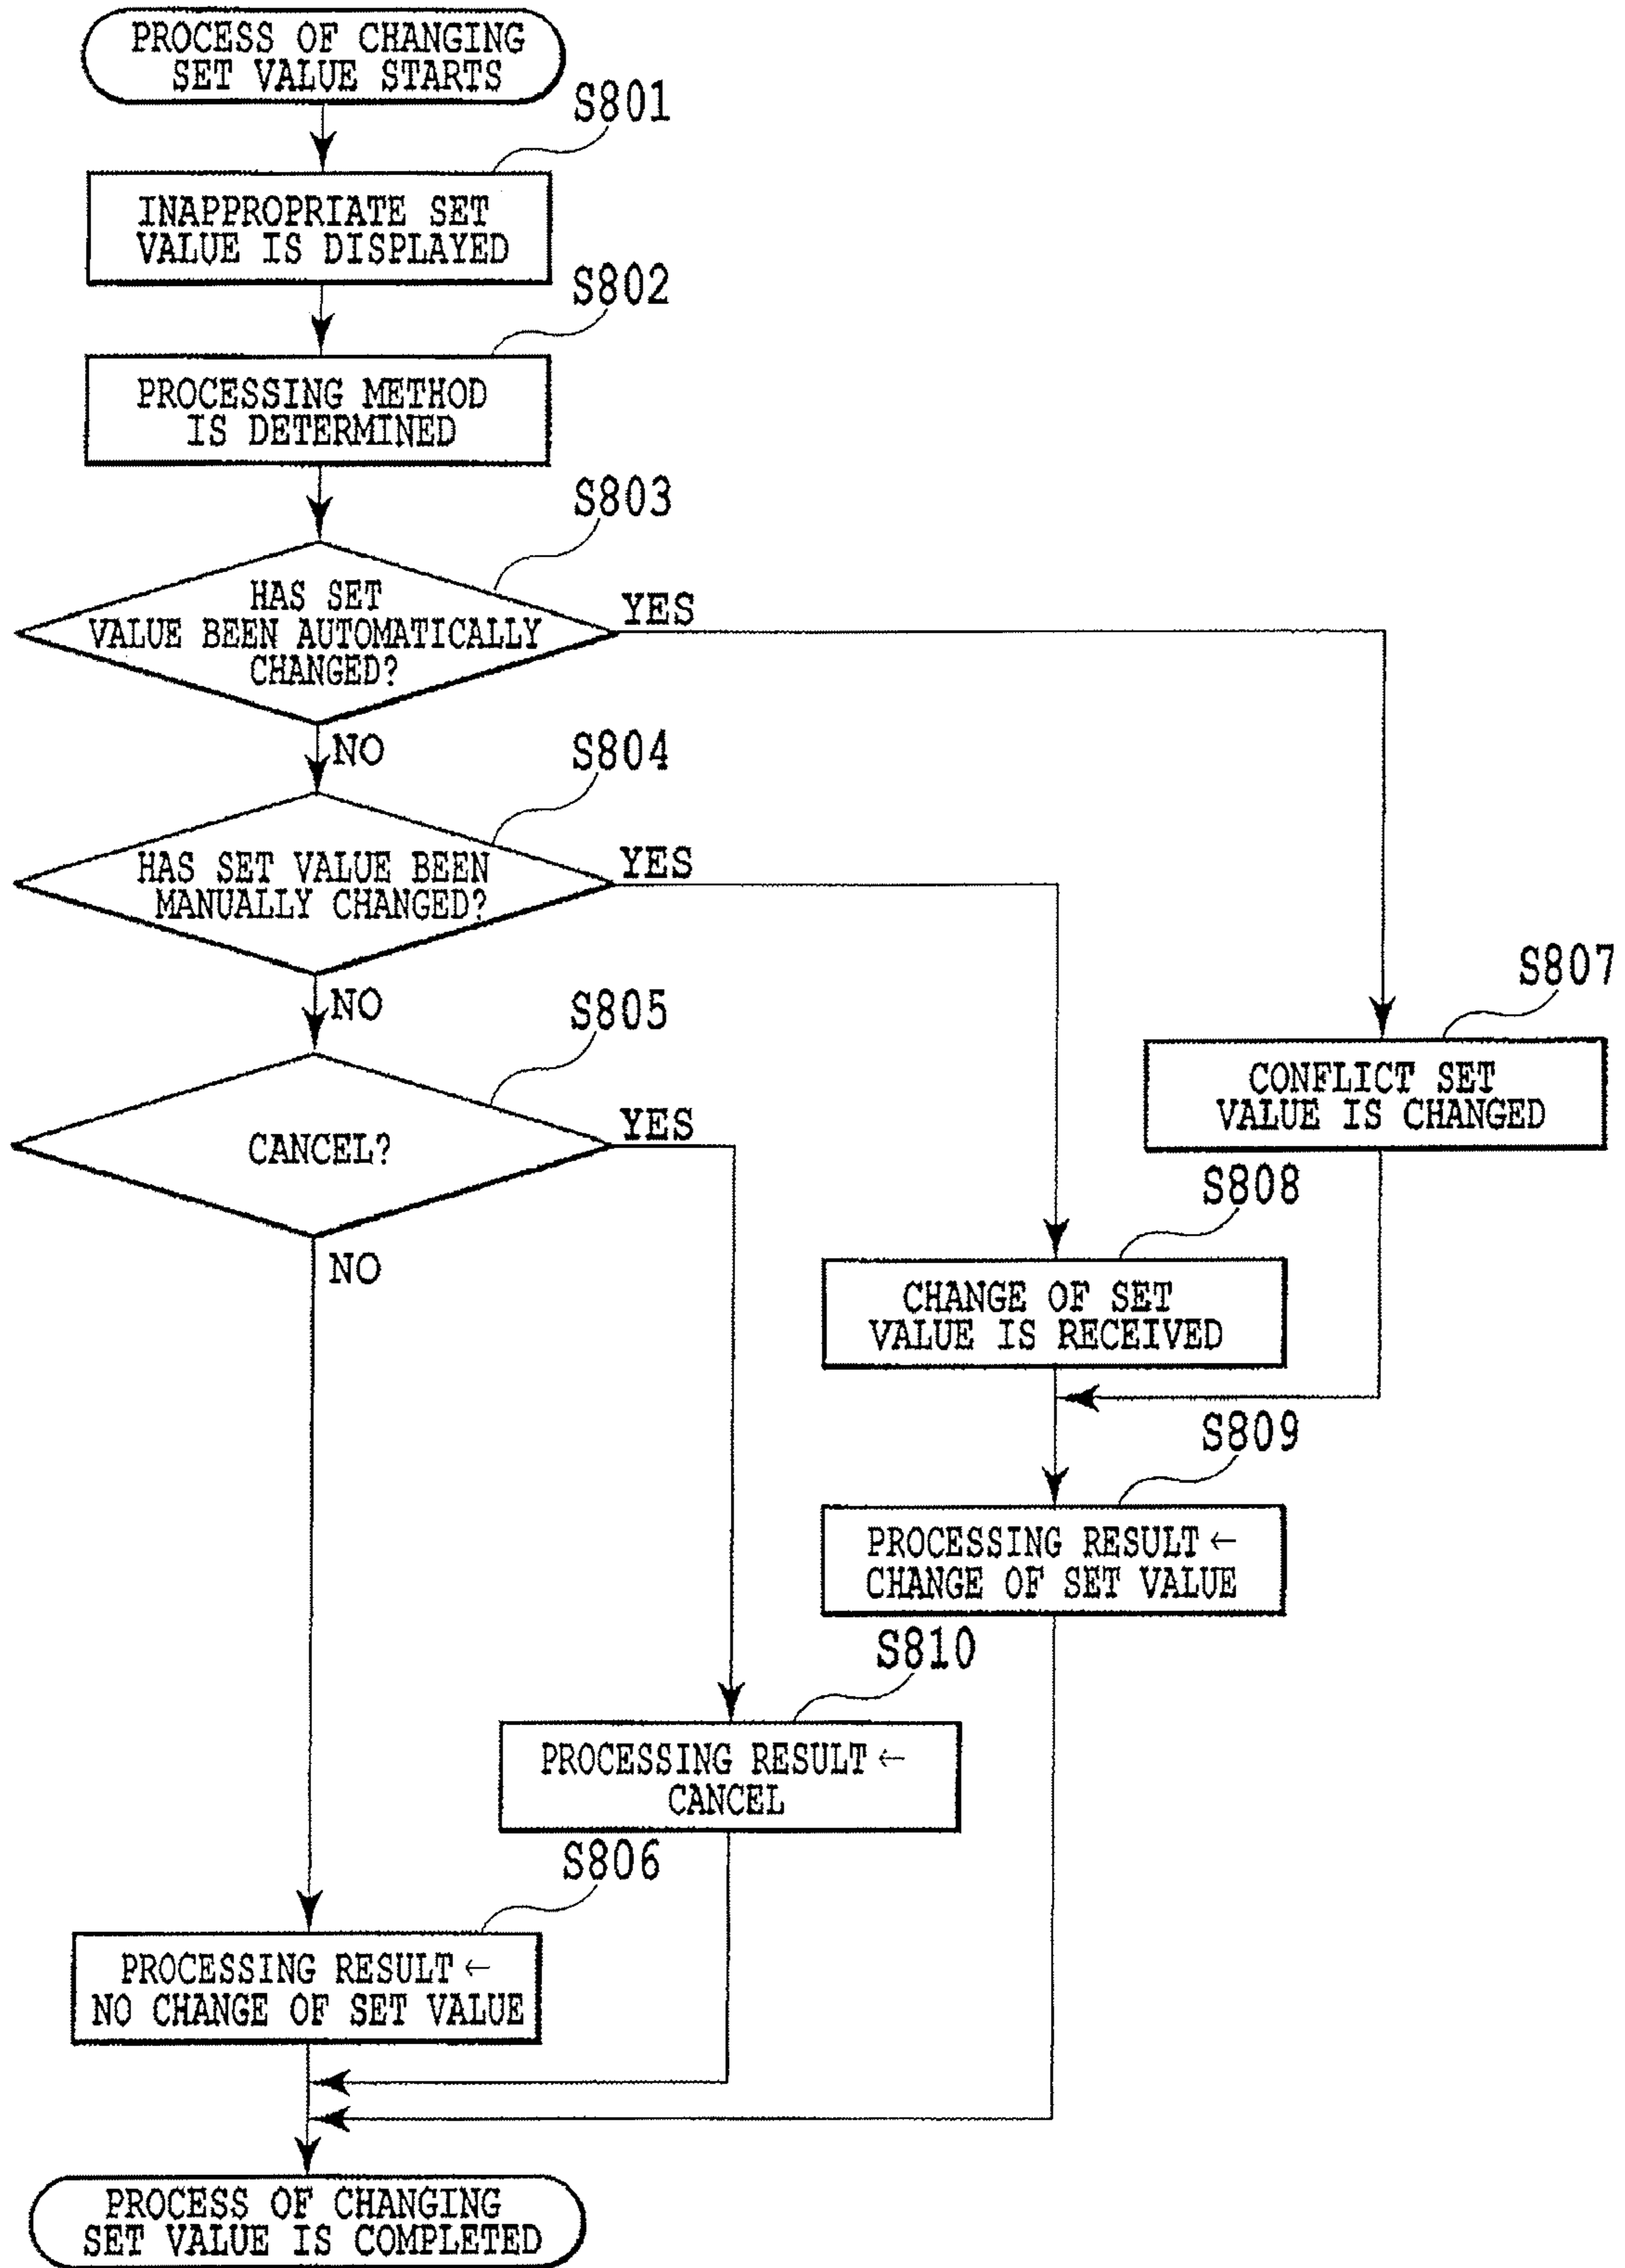 PROCESS OF CHANGING
SET VALUE STARTS
S801
INAPPROPRIATE SET
VALUE IS DISPLAYED
S802
PROCESSING METHOD
IS DETERMINED
S803
HAS SET
VALUE BEEN AUTOMATICALLY
CHANGED?
YES
NO
S804
HAS SET VALUE BEEN
MANUALLY CHANGED?
YES
NO
S805
CANCEL?
YES
NO
S807
CONFLICT SET
VALUE IS CHANGED
S808
CHANGE OF SET
VALUE IS RECEIVED
S809
PROCESSING RESULT ←
CHANGE OF SET VALUE
S810
PROCESSING RESULT ←
CANCEL
S806
PROCESSING RESULT ←
NO CHANGE OF SET VALUE
PROCESS OF CHANGING
SET VALUE IS COMPLETED